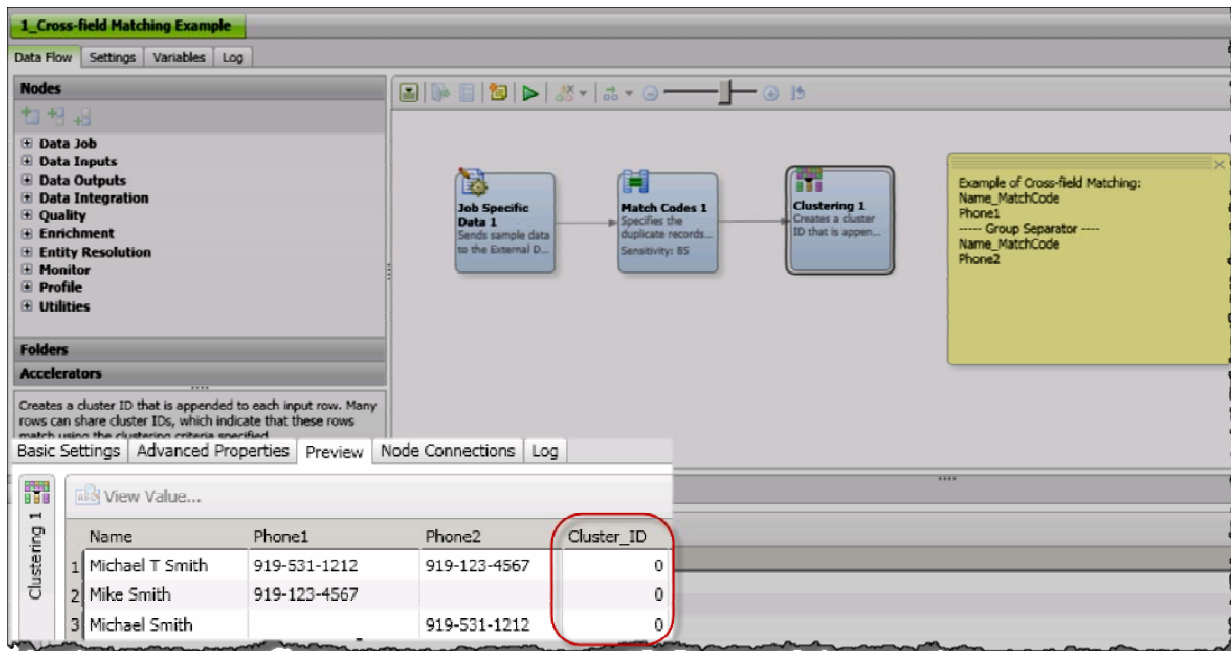 1_Cross-field Matching Example
Data Flow Settings Variables Log
Nodes
Data Job
Data Inputs
Data Outputs
Data Integration
Quality
Enrichment
Entity Resolution
Monitor
Profile
Utilities
Folders
Accelerators
Creates a cluster ID that is appended to each input row. Many
rows can share cluster IDs, which indicate that these rows
match using the clustering criteria specified
Job Specific
Data 1
Sends sample data
to the External D...
Match Codes 1
Specifies the
duplicate records...
Sensitivity: 85
Clustering 1
Creates a cluster
ID that is appen...
Example of Cross-field Matching:
Name_MatchCode
Phone1
----- Group Separator ----
Name_MatchCode
Phone2
Basic Settings Advanced Properties Preview Node Connections Log
Clustering 1
View Value...
Name Phone1 Phone2 Cluster_ID
1 Michael T Smith 919-531-1212 919-123-4567 0
2 Mike Smith 919-123-4567 0
3 Michael Smith 919-531-1212 0